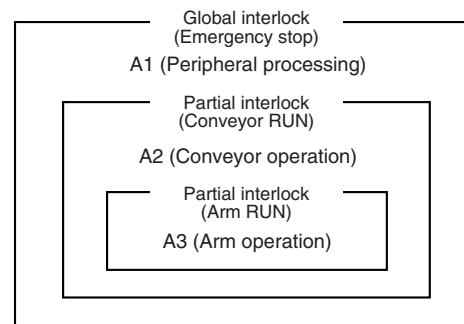 Global interlock
(Emergency stop)
A1 (Peripheral processing)
Partial interlock
(Conveyor RUN)
A2 (Conveyor operation)
Partial interlock
(Arm RUN)
A3 (Arm operation)